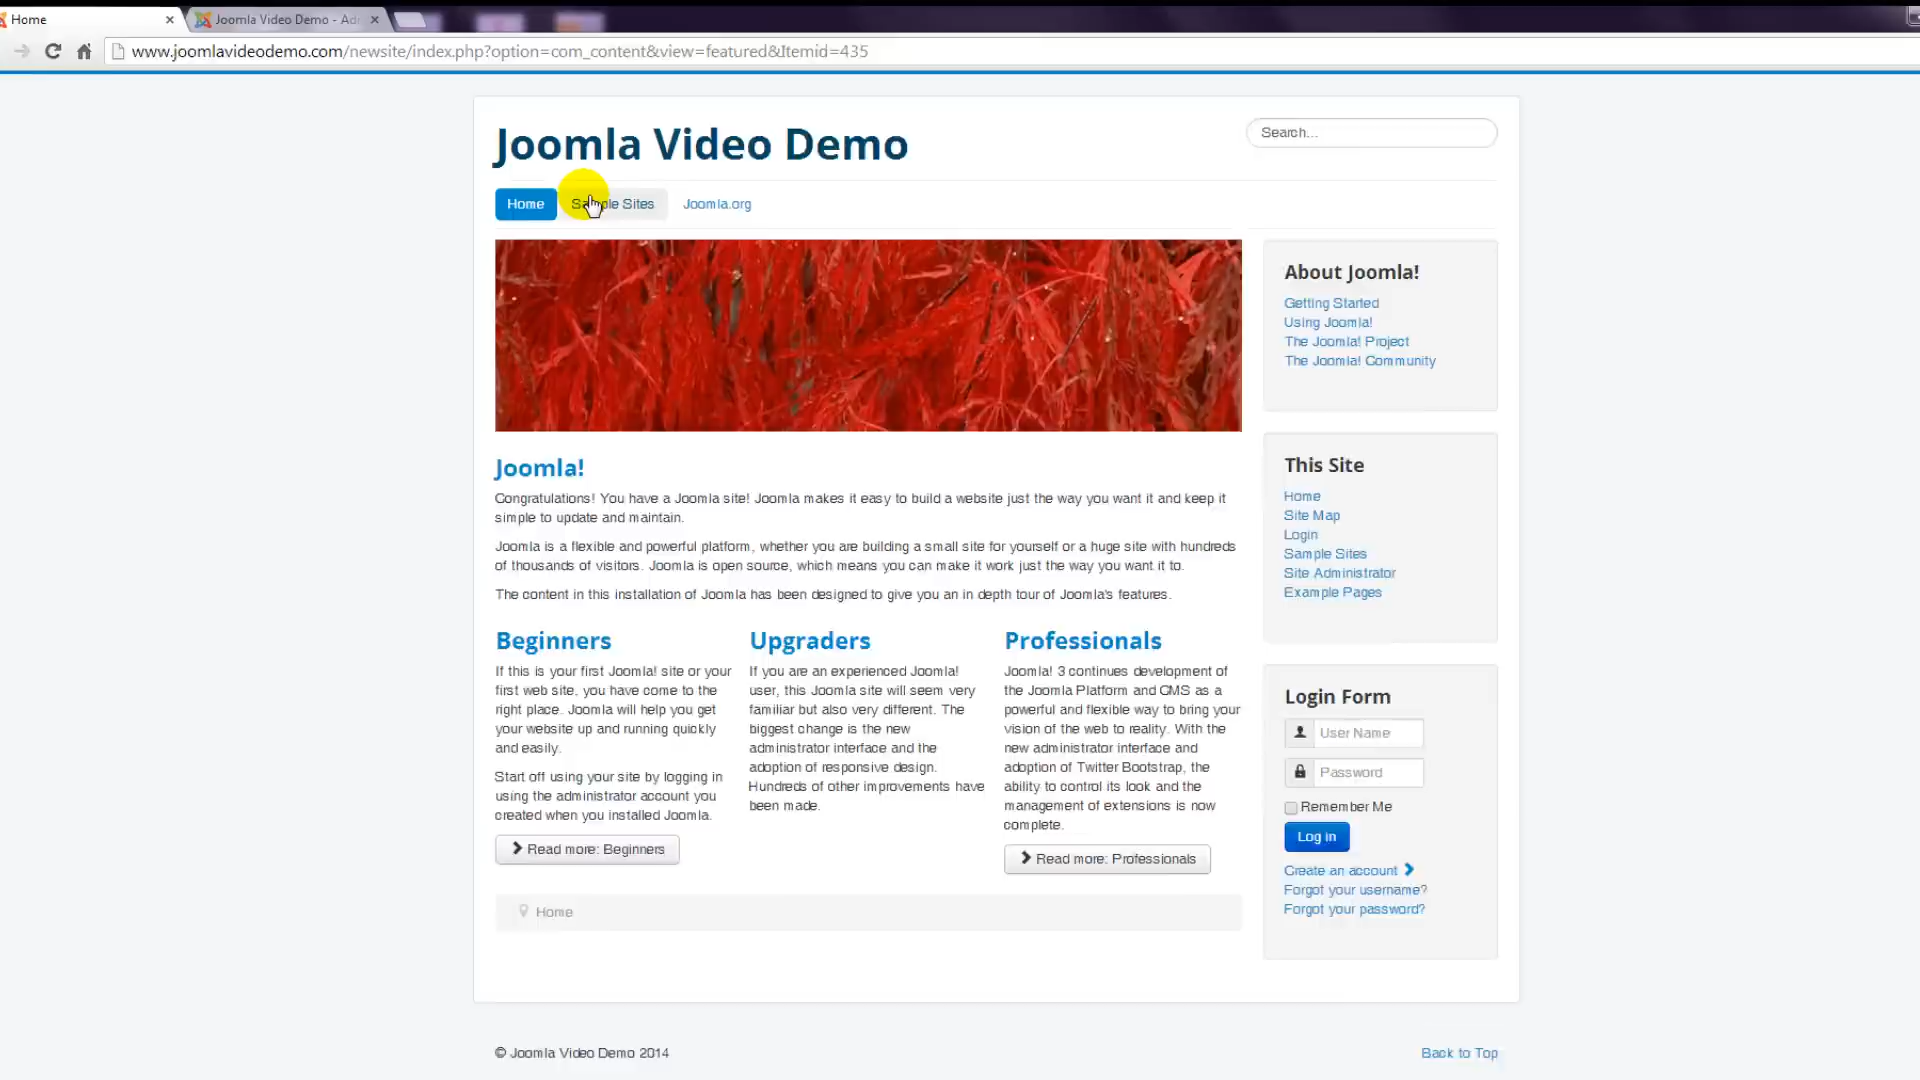 Home
Joomla Video Demo - Adm
www.joomlavideodemo.com/newsite/index.php?option=com_content&view=featured&Itemid=435
Joomla Video Demo
Search...
Home
Sample Sites
Joomla.org
Joomla!
Congratulations! You have a Joomla site! Joomla makes it easy to build a website just the way you want it and keep it
simple to update and maintain.
Joomla is a flexible and powerful platform, whether you are building a small site for yourself or a huge site with hundreds
of thousands of visitors. Joomla is open source, which means you can make it work just the way you want it to.
The content in this installation of Joomla has been designed to give you an in depth tour of Joomla's features.
Beginners
If this is your first Joomla! site or your
first web site, you have come to the
right place. Joomla will help you get
your website up and running quickly
and easily.
Start off using your site by logging in
using the administrator account you
created when you installed Joomla.
Read more: Beginners
Upgraders
If you are an experienced Joomla!
user, this Joomla site will seem very
familiar but also very different. The
biggest change is the new
administrator interface and the
adoption of responsive design.
Hundreds of other improvements have
been made.
Professionals
Joomla! 3 continues development of
the Joomla Platform and CMS as a
powerful and flexible way to bring your
vision of the web to reality. With the
new administrator interface and
adoption of Twitter Bootstrap, the
ability to control its look and the
management of extensions is now
complete.
Read more: Professionals
Home
About Joomla!
Getting Started
Using Joomla!
The Joomla! Project
The Joomla! Community
This Site
Home
Site Map
Login
Sample Sites
Site Administrator
Example Pages
Login Form
User Name
Password
Remember Me
Log in
Create an account
Forgot your username?
Forgot your password?
© Joomla Video Demo 2014
Back to Top